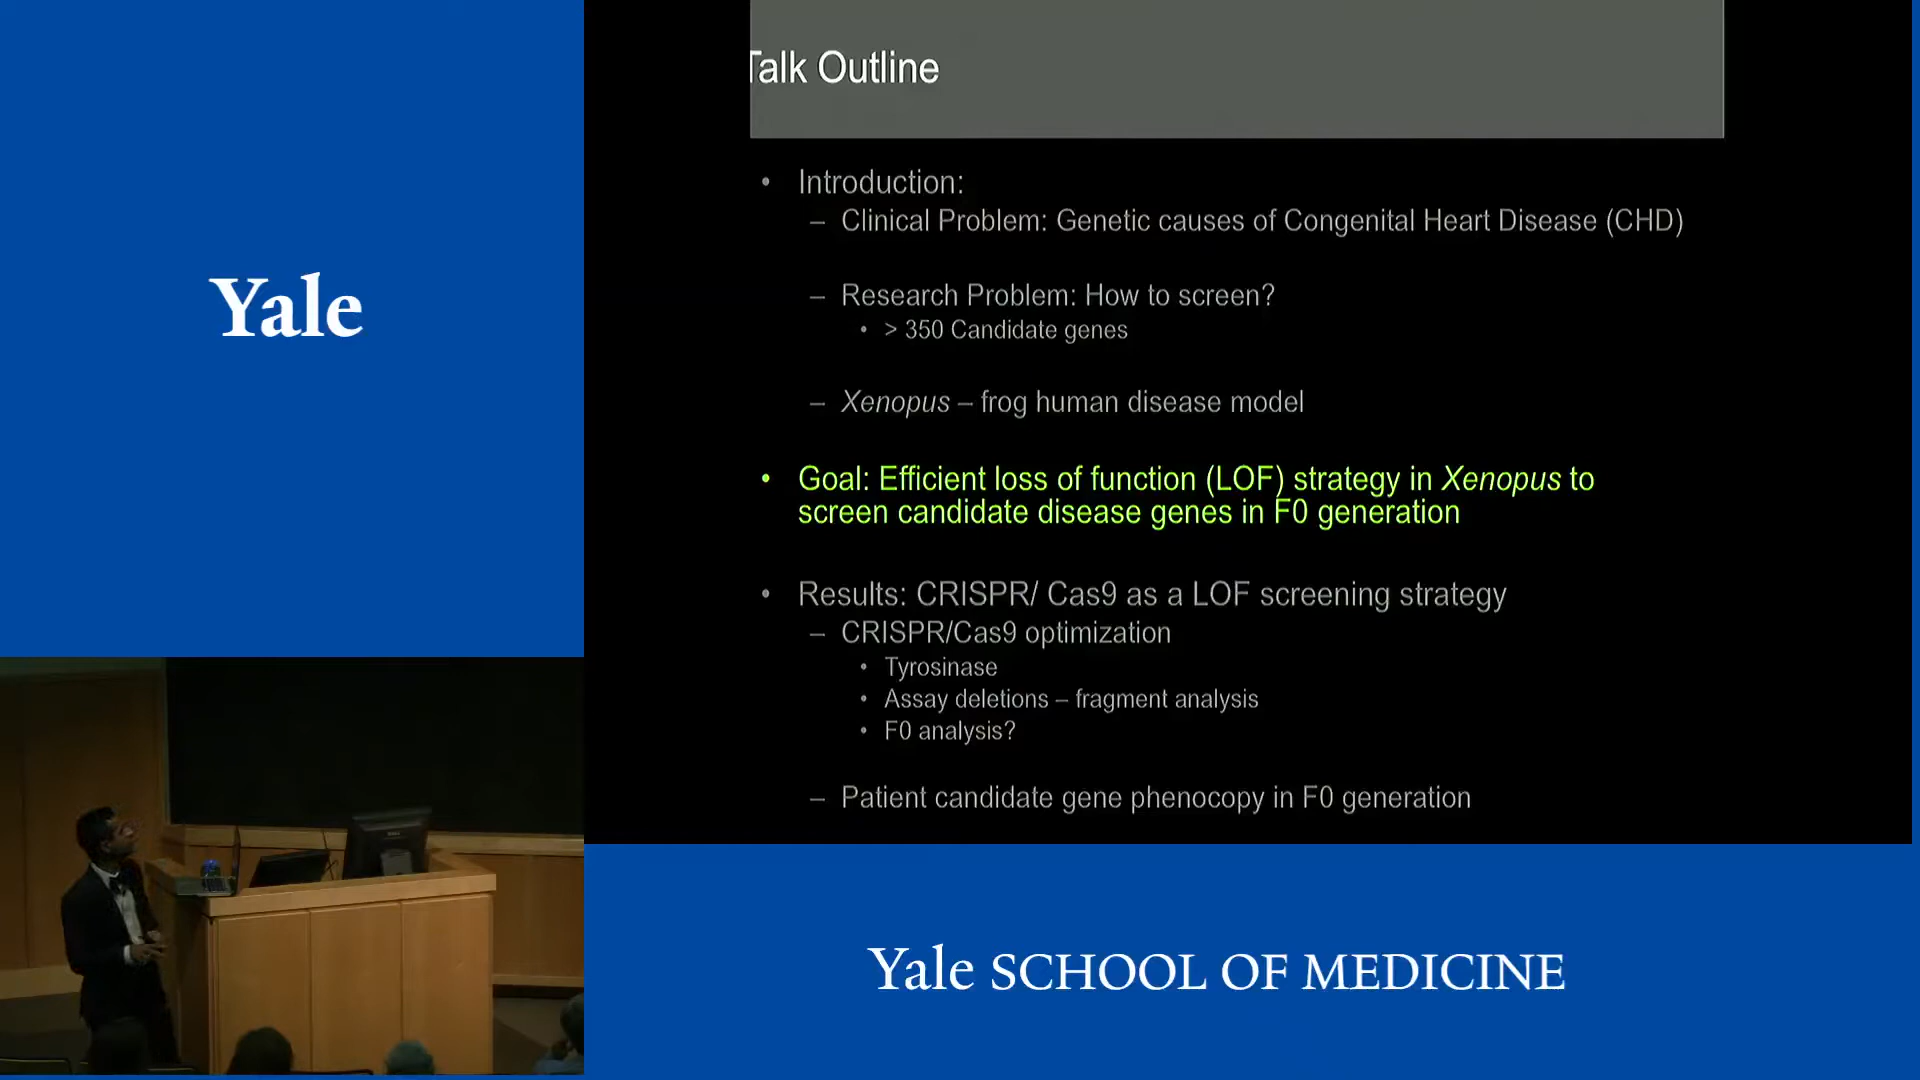 Yale
Talk Outline
• Introduction:
– Clinical Problem: Genetic causes of Congenital Heart Disease (CHD)
– Research Problem: How to screen?
• > 350 Candidate genes
– Xenopus – frog human disease model
• Goal: Efficient loss of function (LOF) strategy in Xenopus to
screen candidate disease genes in F0 generation
• Results: CRISPR/ Cas9 as a LOF screening strategy
– CRISPR/Cas9 optimization
• Tyrosinase
• Assay deletions – fragment analysis
• F0 analysis?
– Patient candidate gene phenocopy in F0 generation
Yale SCHOOL OF MEDICINE